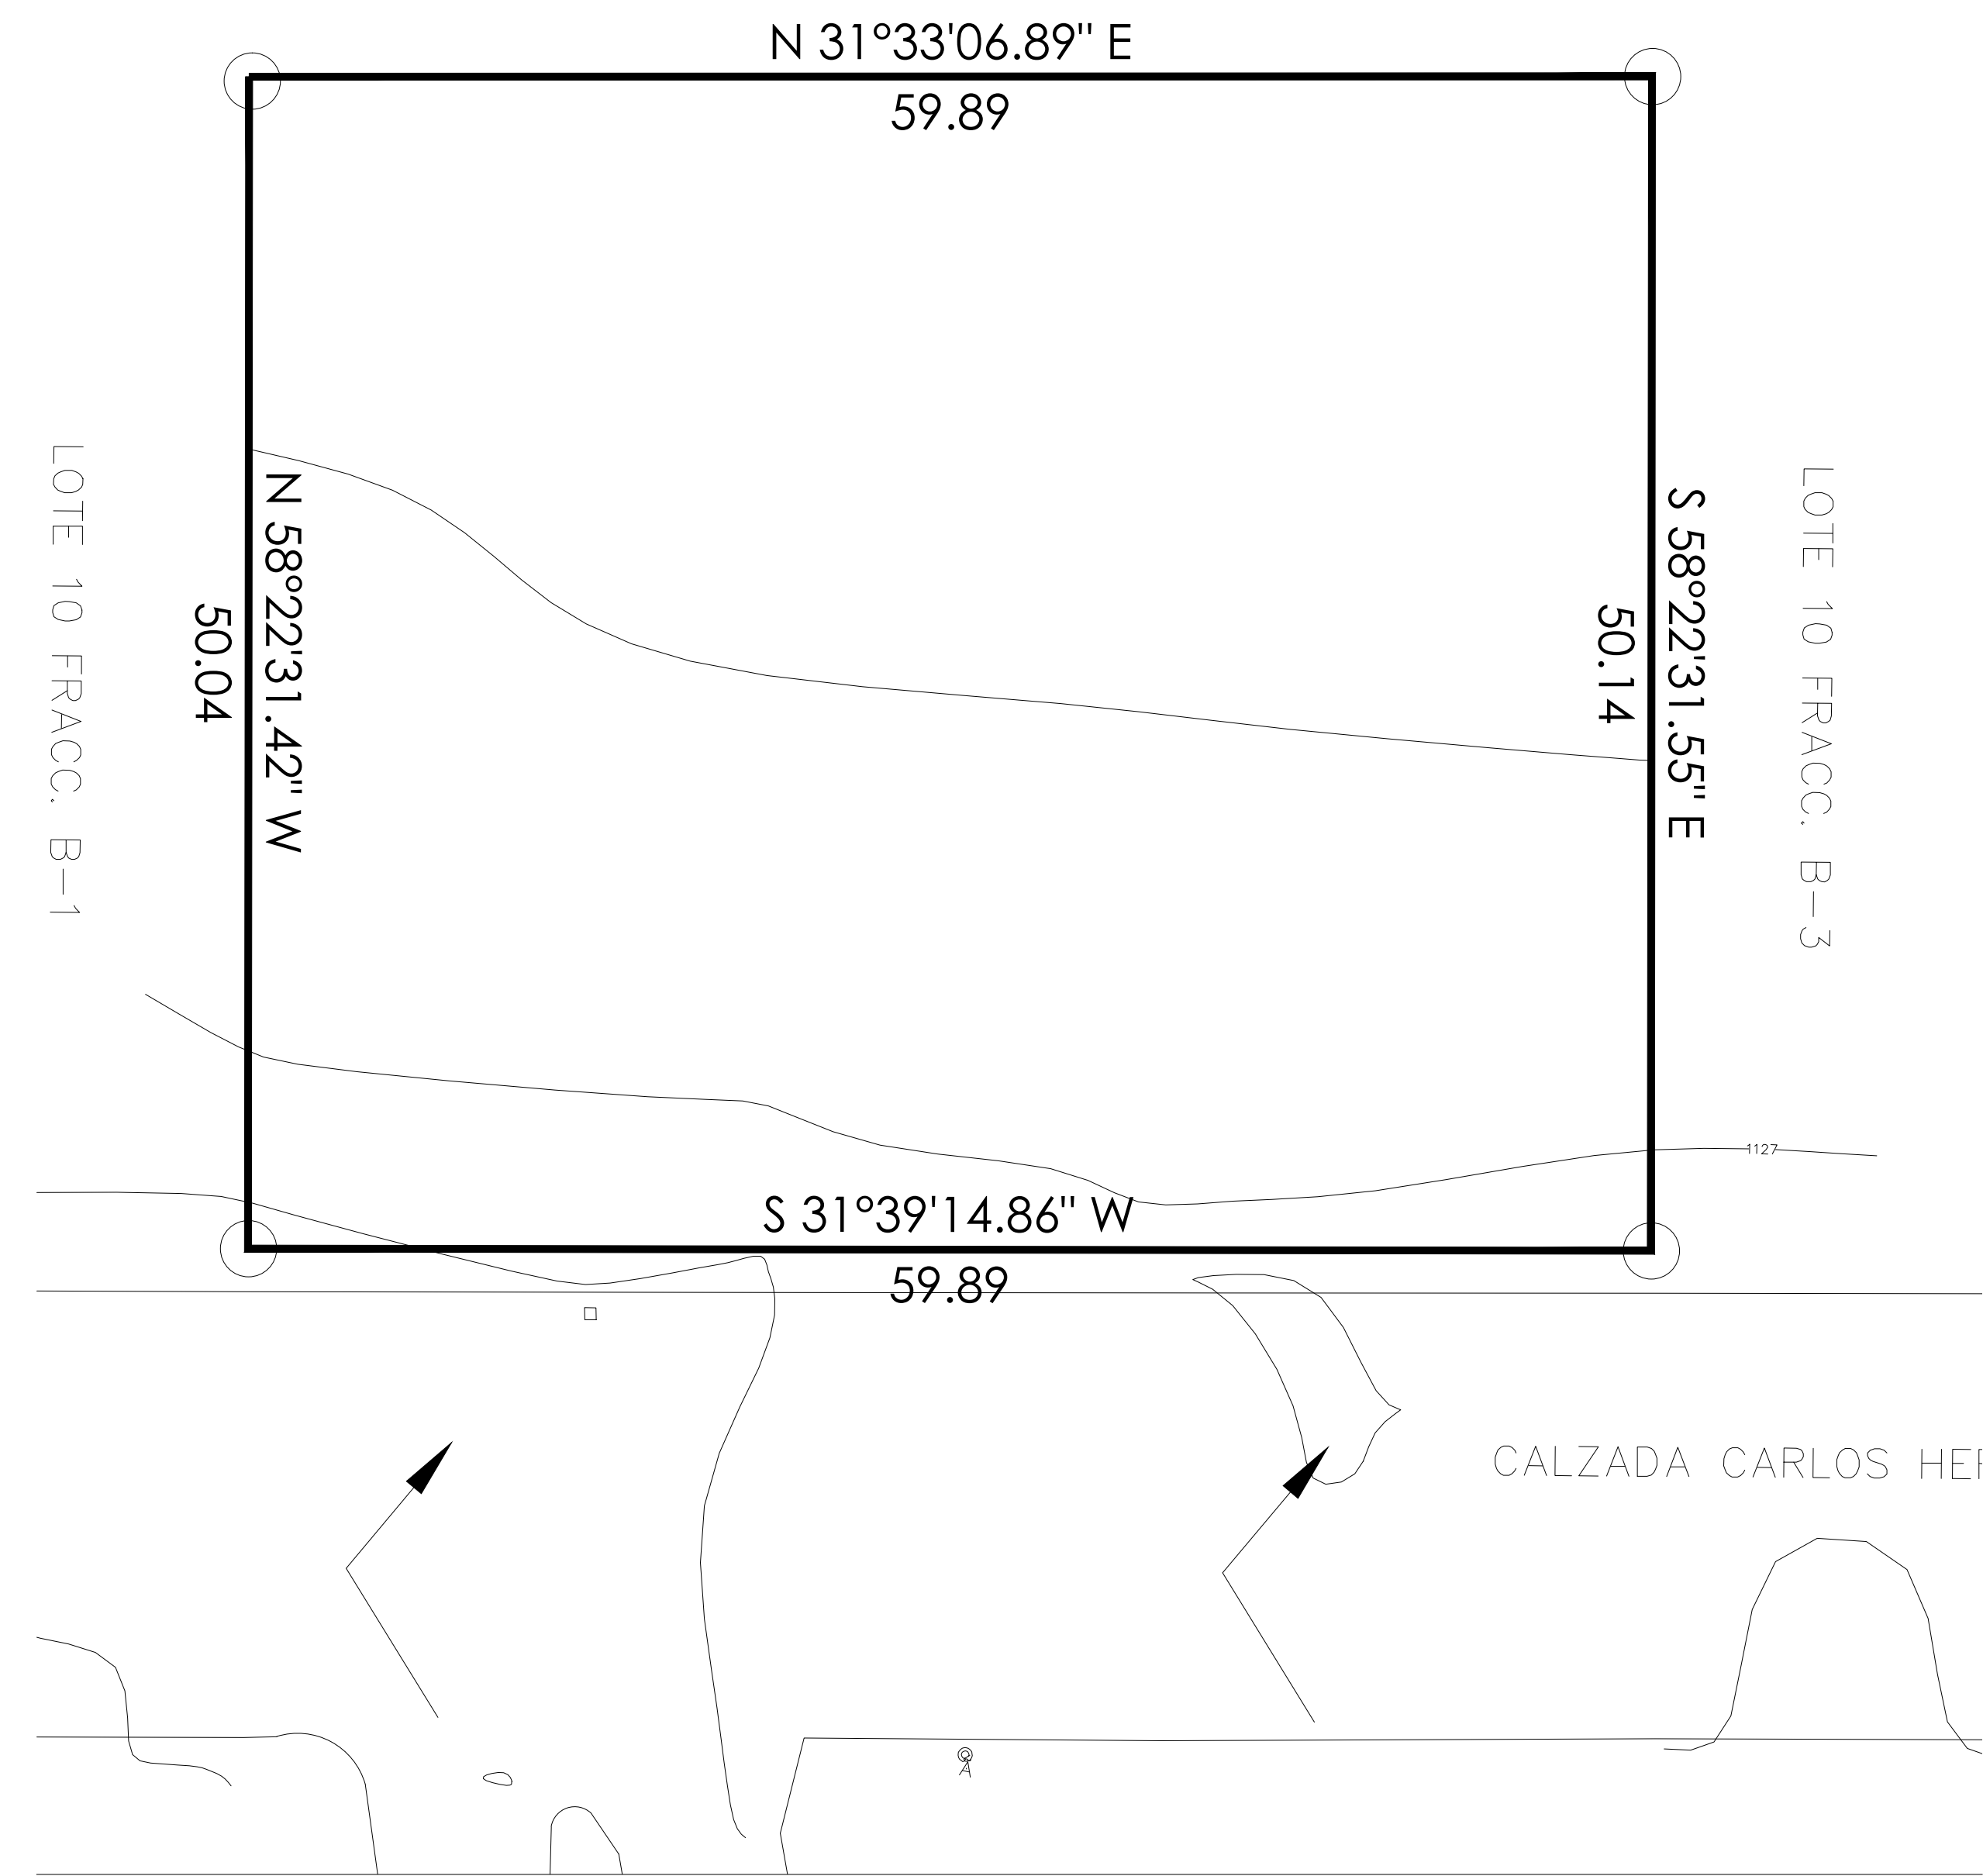 N 31°33'06.89" E
59.89
LOTE 10 FRACC. B-1
50.04
N 58°22'31.42" W
50.14
S 58°22'31.55" E
LOTE 10 FRACC. B-3
1127
S 31°39'14.86" W
59.89
CALZADA CARLOS
A